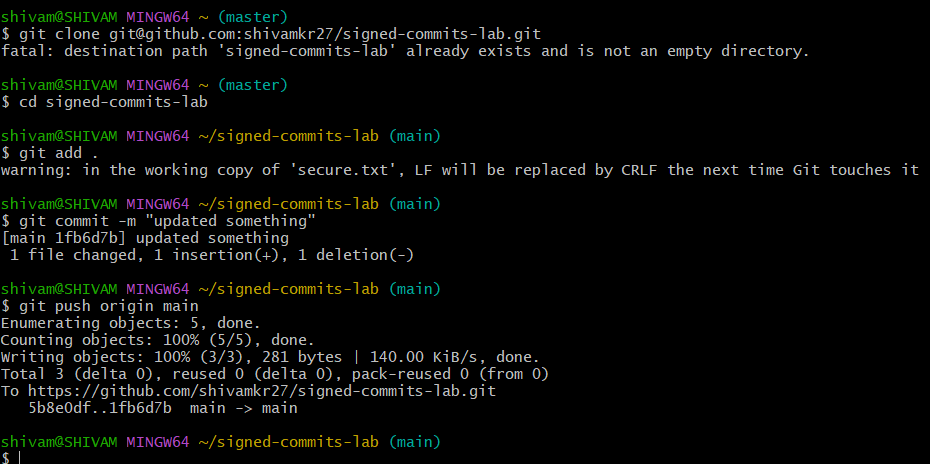 shivam@SHIVAM MINGW64 ~ (master)
$ git clone git@github.com:shivamkr27/signed-commits-lab.git
fatal: destination path 'signed-commits-lab' already exists and is not an empty directory.
shivam@SHIVAM MINGW64 ~ (master)
$ cd signed-commits-lab
shivam@SHIVAM MINGW64 ~/signed-commits-lab (main)
$ git add .
warning: in the working copy of 'secure.txt', LF will be replaced by CRLF the next time Git touches it
shivam@SHIVAM MINGW64 ~/signed-commits-lab (main)
$ git commit -m "updated something"
[main 1fb6d7b] updated something
 1 file changed, 1 insertion(+), 1 deletion(-)
shivam@SHIVAM MINGW64 ~/signed-commits-lab (main)
$ git push origin main
Enumerating objects: 5, done.
Counting objects: 100% (5/5), done.
Writing objects: 100% (3/3), 281 bytes | 140.00 KiB/s, done.
Total 3 (delta 0), reused 0 (delta 0), pack-reused 0 (from 0)
To https://github.com/shivamkr27/signed-commits-lab.git
   5b8e0df..1fb6d7b  main -> main
shivam@SHIVAM MINGW64 ~/signed-commits-lab (main)
$